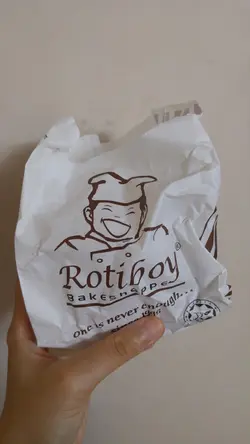 Rotiboy®
BAKESHOPPE
one is never enough...